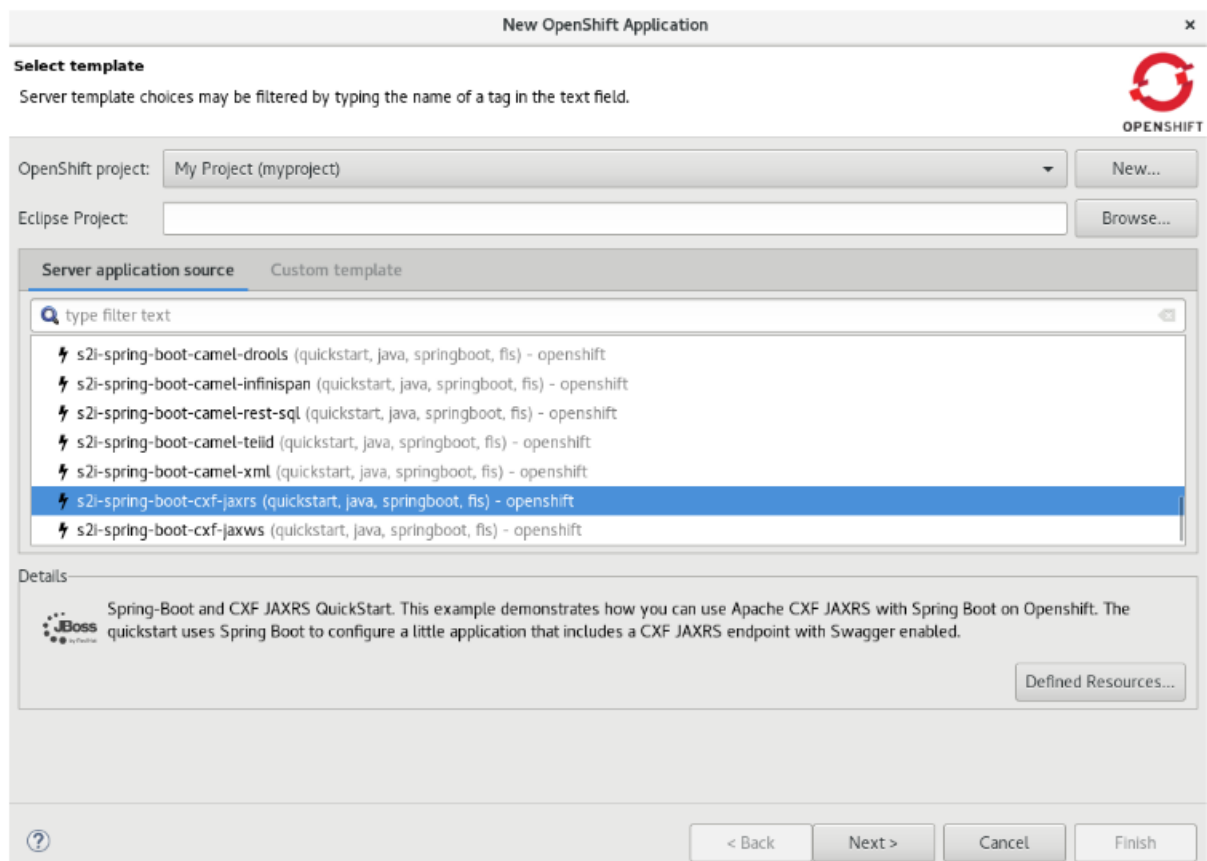 New OpenShift Application
×
Select template
Server template choices may be filtered by typing the name of a tag in the text field.
OPENSHIFT
OpenShift project: My Project (myproject) New...
Eclipse Project: Browse...
Server application source Custom template
type filter text
s2i-spring-boot-camel-drools (quickstart, java, springboot, fis) - openshift
s2i-spring-boot-camel-infinispan (quickstart, java, springboot, fis) - openshift
s2i-spring-boot-camel-rest-sql (quickstart, java, springboot, fis) - openshift
s2i-spring-boot-camel-teiid (quickstart, java, springboot, fis) - openshift
s2i-spring-boot-camel-xml (quickstart, java, springboot, fis) - openshift
s2i-spring-boot-cxf-jaxrs (quickstart, java, springboot, fis) - openshift
s2i-spring-boot-cxf-jaxws (quickstart, java, springboot, fis) - openshift
Details
JBoss
Spring-Boot and CXF JAXRS QuickStart. This example demonstrates how you can use Apache CXF JAXRS with Spring Boot on Openshift. The
quickstart uses Spring Boot to configure a little application that includes a CXF JAXRS endpoint with Swagger enabled.
Defined Resources...
? < Back Next > Cancel Finish